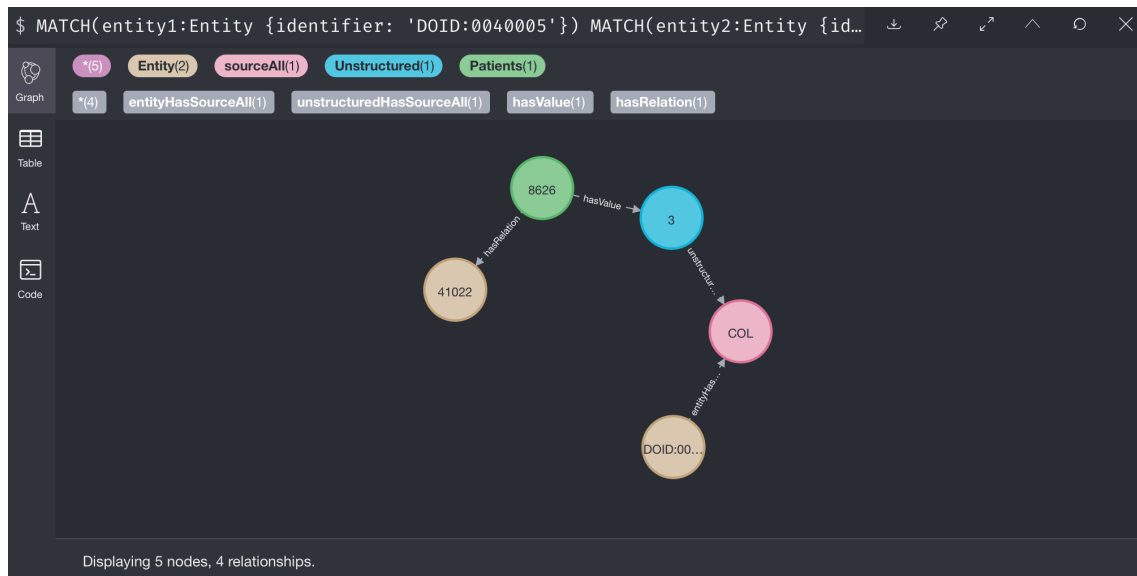 $ MATCH(entity1:Entity {identifier: 'DOID:0040005'}) MATCH(entity2:Entity {id…
Graph
*(5) Entity(2) sourceAll(1) Unstructured(1) Patients(1)
*(4) entityHasSourceAll(1) unstructuredHasSourceAll(1) hasValue(1) hasRelation(1)
Table
A
Text
Code
8626
hasValue
3
hasRelation
41022
unstructur…
COL
entityHas…
DOID:00…
Displaying 5 nodes, 4 relationships.